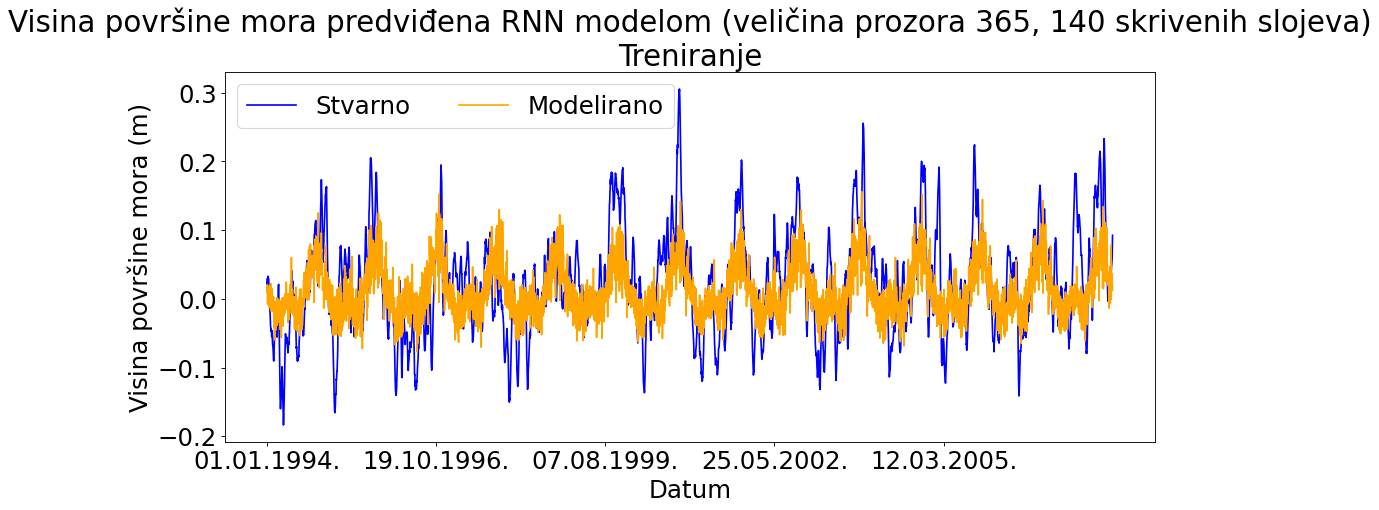 Visina površine mora predviđena RNN modelom (veličina prozora 365, 140 skrivenih slojeva)
Treniranje
Stvarno
Modelirano
Visina površine mora (m)
0.3
0.2
0.1
0.0
−0.1
−0.2
01.01.1994.
19.10.1996.
07.08.1999.
25.05.2002.
12.03.2005.
Datum